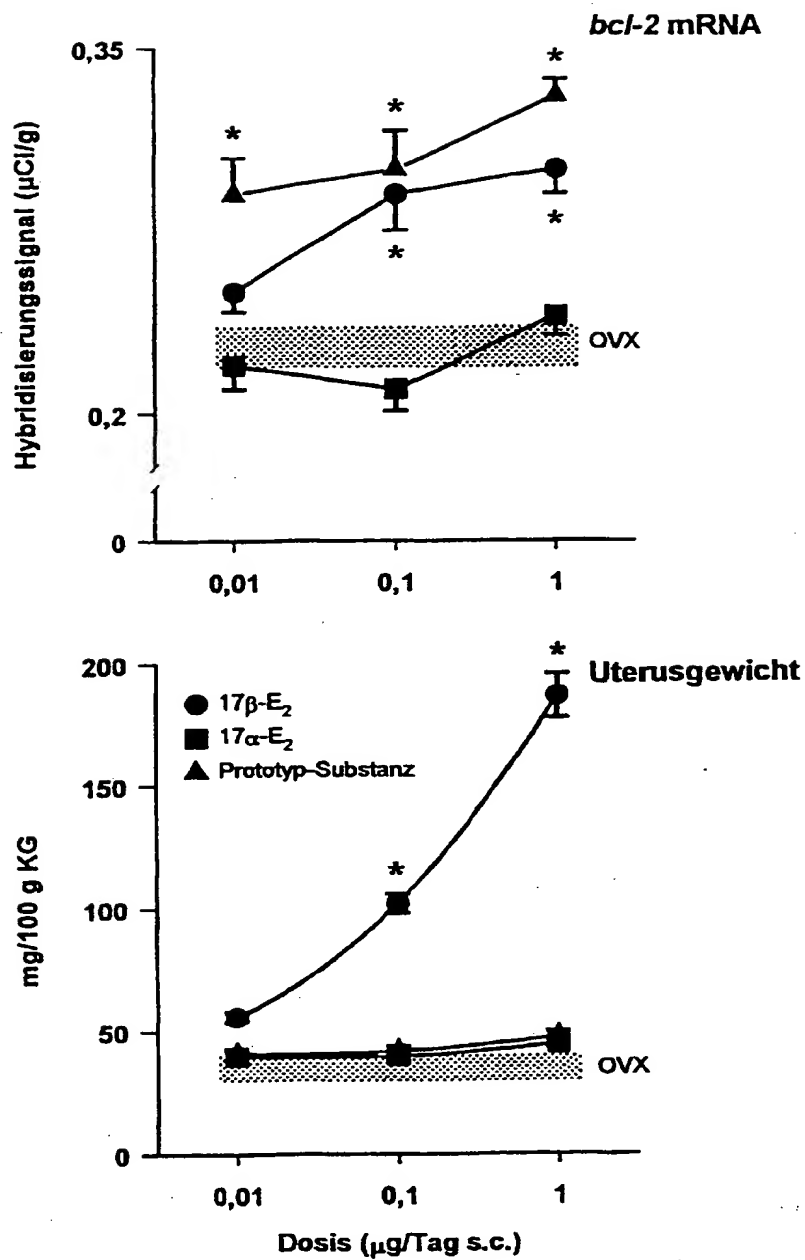 bcl-2 mRNA
0,35
*
*
*
Hybridisierungssignal (µCi/g)
*
*
OVX
0,2
0
0,01 0,1 1
200
*
Uterusgewicht
17β-E2
17α-E2
Prototyp-Substanz
150
*
mg/100 g KG
100
50
OVX
0
0,01 0,1 1
Dosis (µg/Tag s.c.)